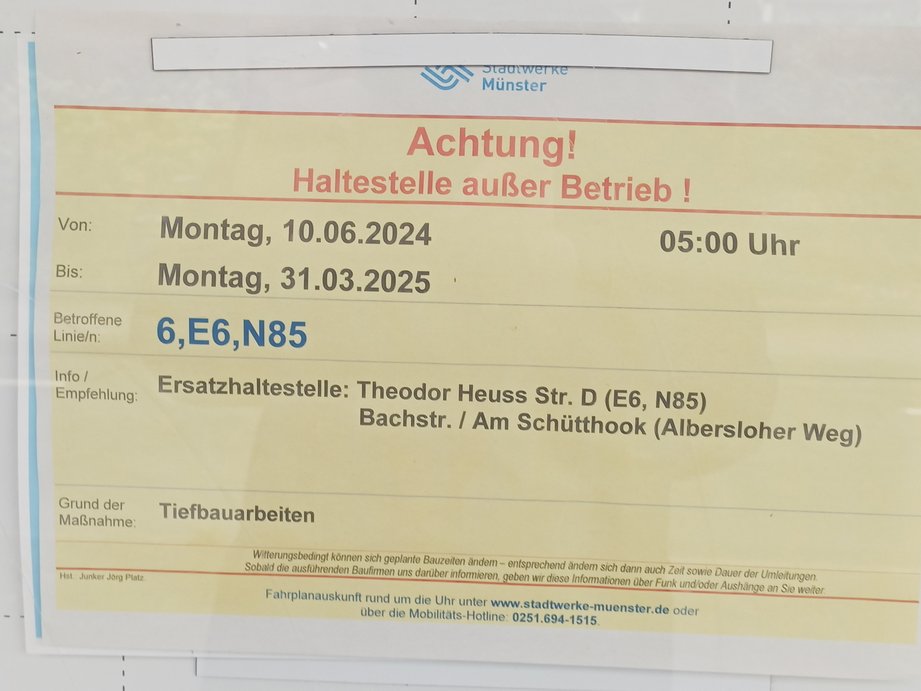 Stadtwerke
Münster
Achtung!
Haltestelle außer Betrieb !
Von: Montag, 10.06.2024 05:00 Uhr
Bis: Montag, 31.03.2025
Betroffene
Linie/n: 6,E6,N85
Info /
Empfehlung: Ersatzhaltestelle: Theodor Heuss Str. D (E6, N85)
Bachstr. / Am Schütthook (Albersloher Weg)
Grund der
Maßnahme: Tiefbauarbeiten
Witterungsbedingt können sich geplante Bauzeiten ändern – entsprechend ändern sich dann auch Zeit sowie Dauer der Umleitungen.
Sobald die ausführenden Baufirmen uns darüber informieren, geben wir diese Informationen über Funk und/oder Aushänge an Sie weiter.
Hst. Junker Jörg Platz.
Fahrplanauskunft rund um die Uhr unter www.stadtwerke-muenster.de oder
über die Mobilitäts-Hotline: 0251.694-1515.